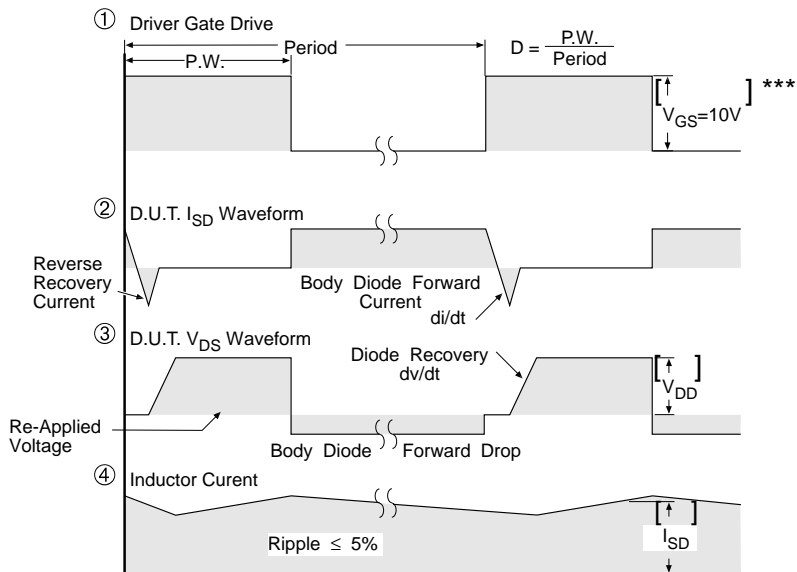 ① Driver Gate Drive
P.W.
Period
D = P.W. / Period
[ ] ***
V_GS=10V
② D.U.T. I_SD Waveform
Reverse
Recovery
Current
Body Diode Forward
Current
di/dt
③ D.U.T. V_DS Waveform
Diode Recovery
dv/dt
[ ]
V_DD
Re-Applied
Voltage
Body Diode Forward Drop
④ Inductor Curent
[ ]
Ripple ≤ 5%
I_SD